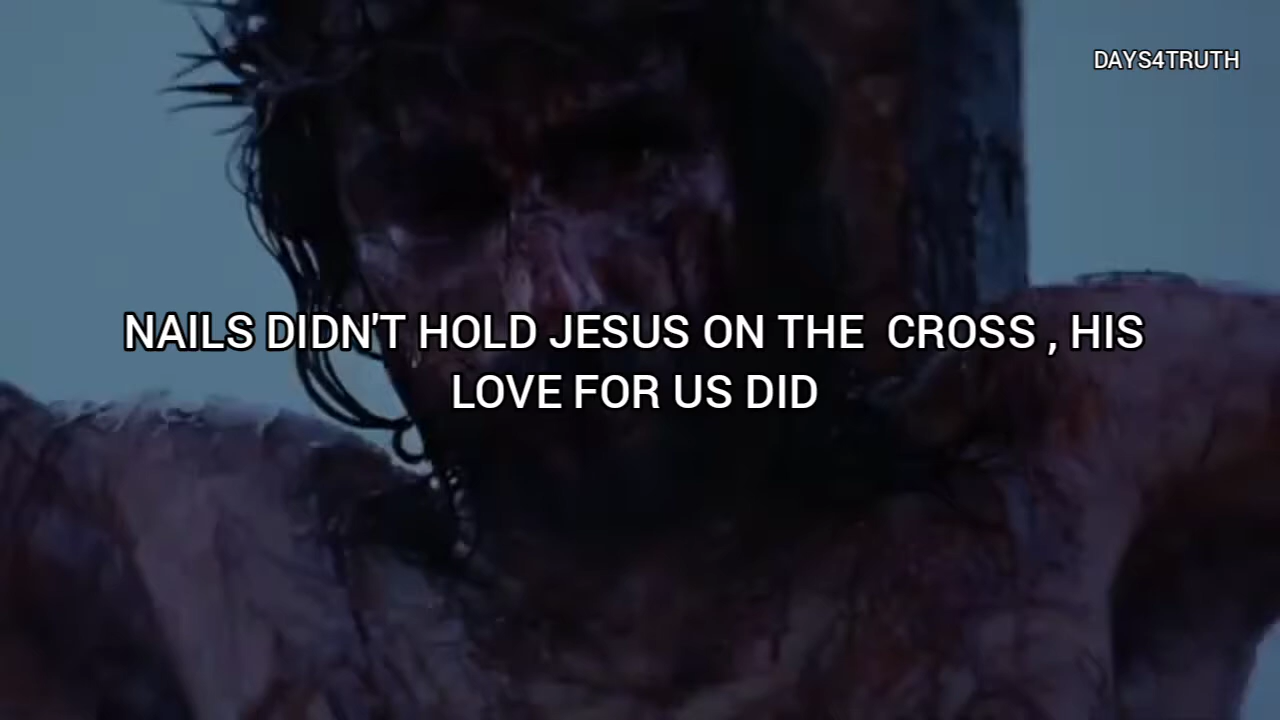 DAYS4TRUTH
NAILS DIDN'T HOLD JESUS ON THE  CROSS , HIS
LOVE FOR US DID